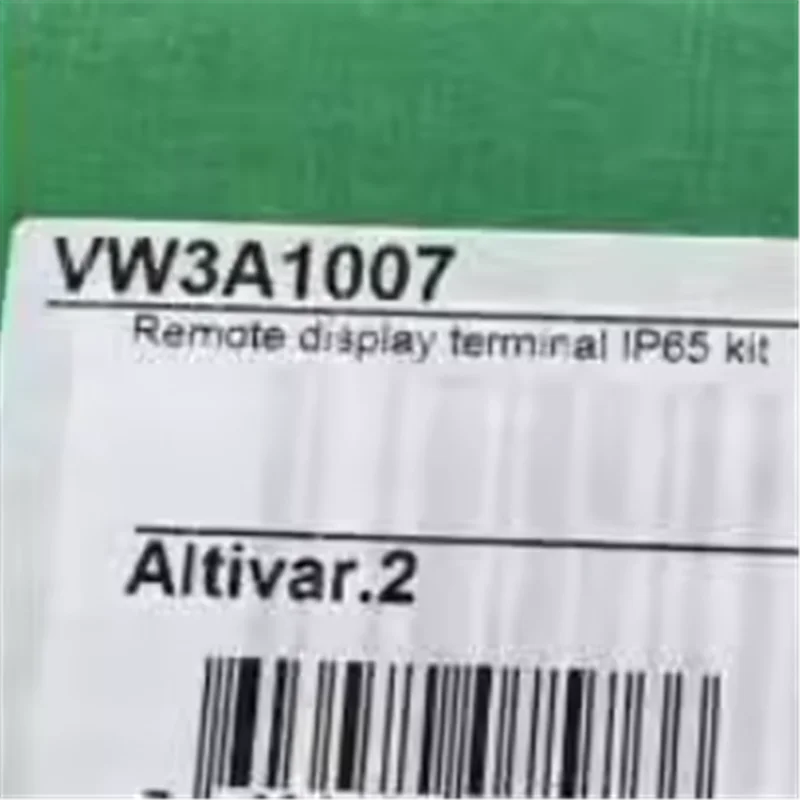 VW3A1007
Remote display terminal IP65 kit
Altivar.2